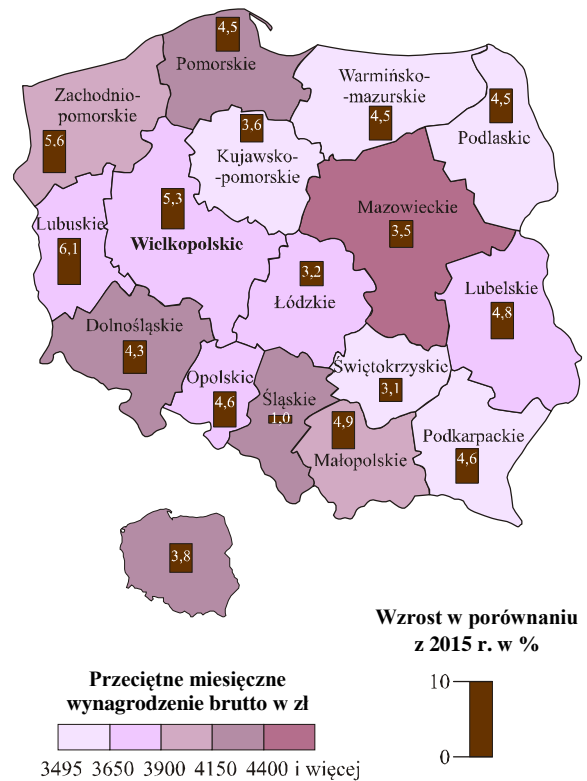 4,5
Pomorskie
Zachodnio-
pomorskie
5,6
Warmińsko-
-mazurskie
4,5
4,5
Podlaskic
3,6
Kujawsko-
-pomorskie
5,3
Wielkopolskie
Lubuskie
6,1
Mazowieckie
3,5
3,2
Łódzkie
Lubelskie
4,8
Dolnośląskie
4,3
Opolskie
4,6
Śląskie
1,0
Świętokrzyskie
3,1
4,9
Małopolskie
Podkarpackie
4,6
3,8
Wzrost w porównaniu
z 2015 r. w %
10
0
Przeciętne miesięczne
wynagrodzenie brutto w zł
3495 3650 3900 4150 4400 i więcej